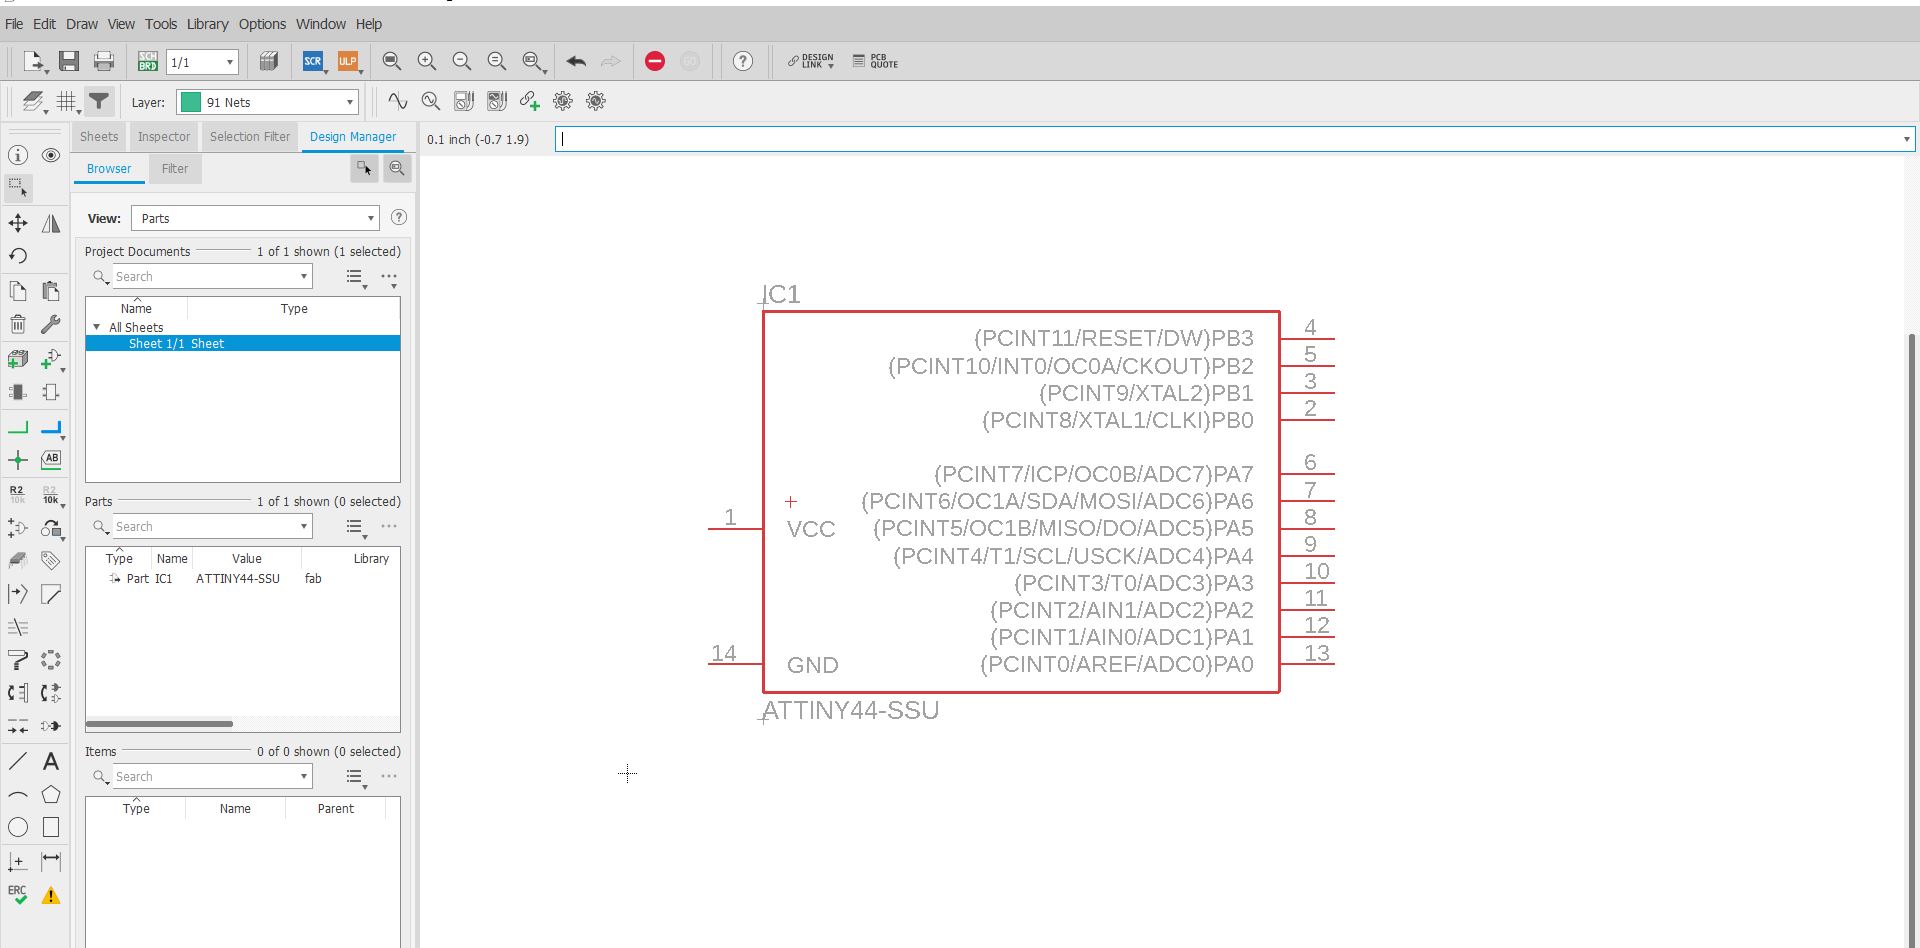 File Edit Draw View Tools Library Options Window Help
SCH BRD 1/1 SCR ULP GO DESIGN LINK PCB QUOTE
Layer: 91 Nets
Sheets Inspector Selection Filter Design Manager 0.1 inch (-0.7 1.9)
Browser Filter
View: Parts
Project Documents 1 of 1 shown (1 selected)
Search
Name Type
All Sheets
Sheet 1/1 Sheet
Parts 1 of 1 shown (0 selected)
Search
Type Name Value Library
Part IC1 ATTINY44-SSU fab
Items 0 of 0 shown (0 selected)
Search
Type Name Parent
AB
R2 10k R2 10k
A
ERC
IC1
(PCINT11/RESET/DW)PB3 4
(PCINT10/INT0/OC0A/CKOUT)PB2 5
(PCINT9/XTAL2)PB1 3
(PCINT8/XTAL1/CLKI)PB0 2
(PCINT7/ICP/OC0B/ADC7)PA7 6
(PCINT6/OC1A/SDA/MOSI/ADC6)PA6 7
1 VCC (PCINT5/OC1B/MISO/DO/ADC5)PA5 8
(PCINT4/T1/SCL/USCK/ADC4)PA4 9
(PCINT3/T0/ADC3)PA3 10
(PCINT2/AIN1/ADC2)PA2 11
(PCINT1/AIN0/ADC1)PA1 12
14 GND (PCINT0/AREF/ADC0)PA0 13
ATTINY44-SSU